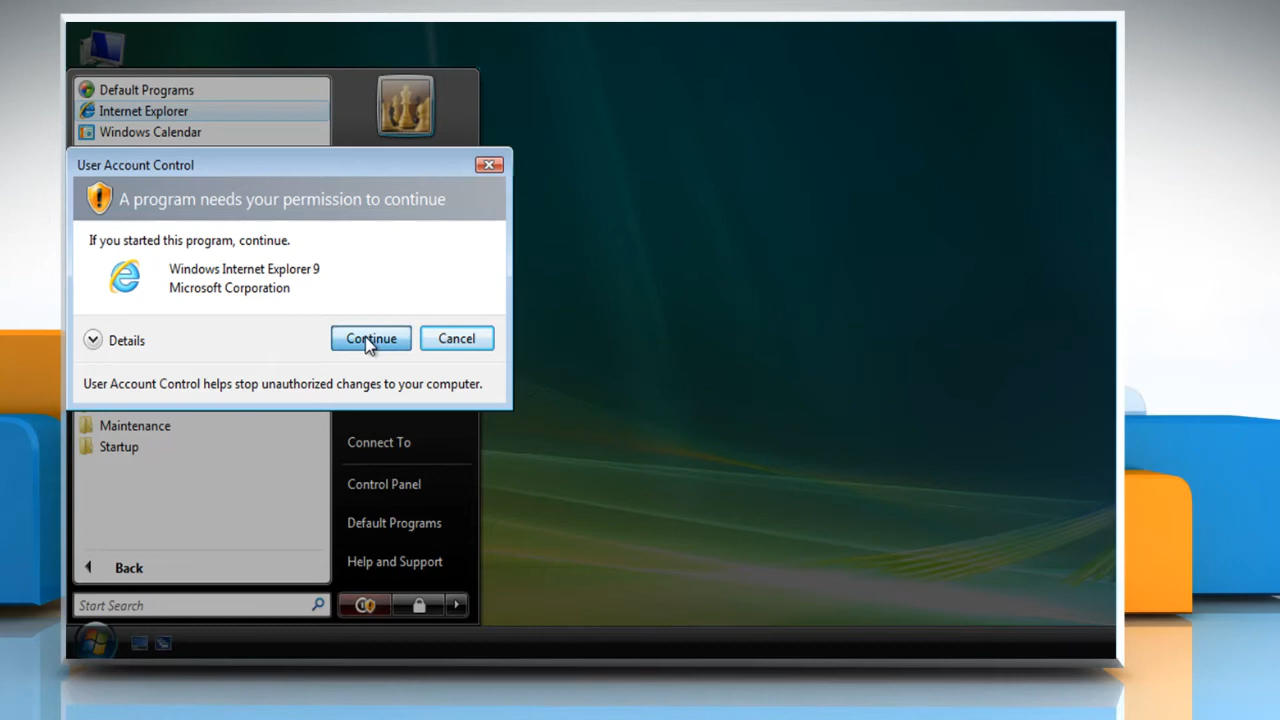 Default Programs
Internet Explorer
Windows Calendar
User Account Control
A program needs your permission to continue
If you started this program, continue.
Windows Internet Explorer 9
Microsoft Corporation
Details
Continue
Cancel
User Account Control helps stop unauthorized changes to your computer.
Maintenance
Startup
Back
Start Search
Connect To
Control Panel
Default Programs
Help and Support